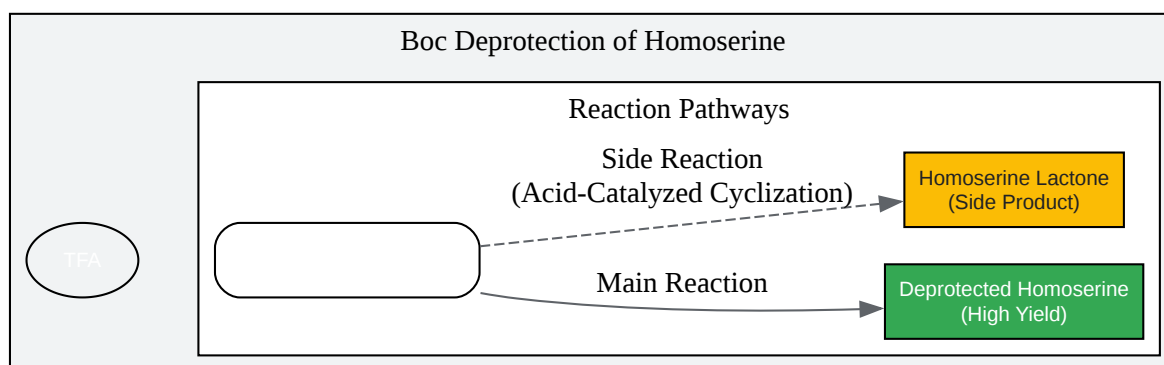 Boc Deprotection of Homoserine
Reaction Pathways
Side Reaction
(Acid-Catalyzed Cyclization)
Homoserine Lactone
(Side Product)
TFA
Main Reaction
Deprotected Homoserine
(High Yield)